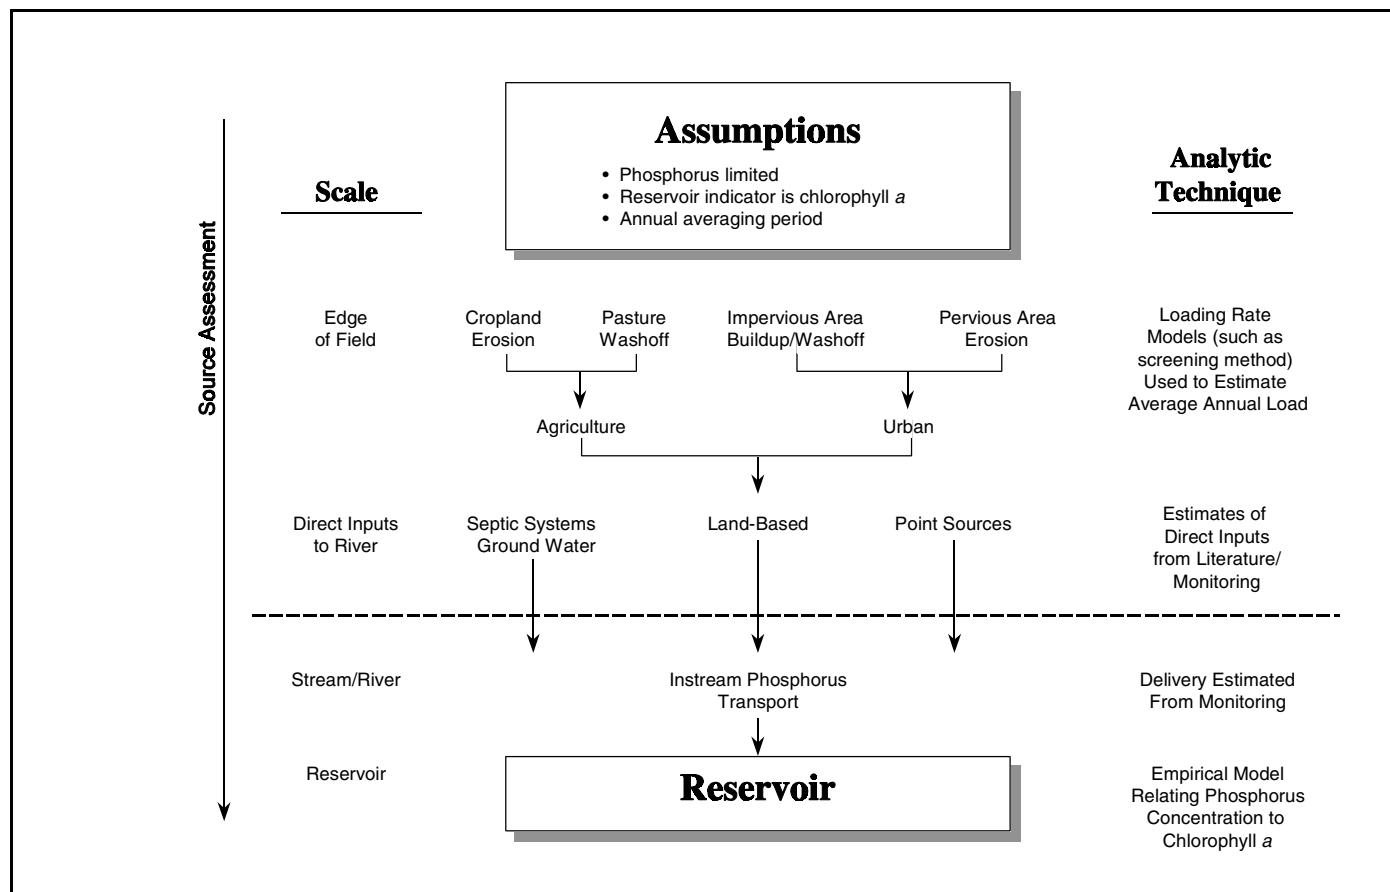 Assumptions
• Phosphorus limited
• Reservoir indicator is chlorophyll a
• Annual averaging period
Scale
Analytic
Technique
Source Assessment
Edge
of Field
Cropland
Erosion
Pasture
Washoff
Impervious Area
Buildup/Washoff
Pervious Area
Erosion
Loading Rate
Models (such as
screening method)
Used to Estimate
Average Annual Load
Agriculture
Urban
Direct Inputs
to River
Septic Systems
Ground Water
Land-Based
Point Sources
Estimates of
Direct Inputs
from Literature/
Monitoring
Stream/River
Instream Phosphorus
Transport
Delivery Estimated
From Monitoring
Reservoir
Reservoir
Empirical Model
Relating Phosphorus
Concentration to
Chlorophyll a